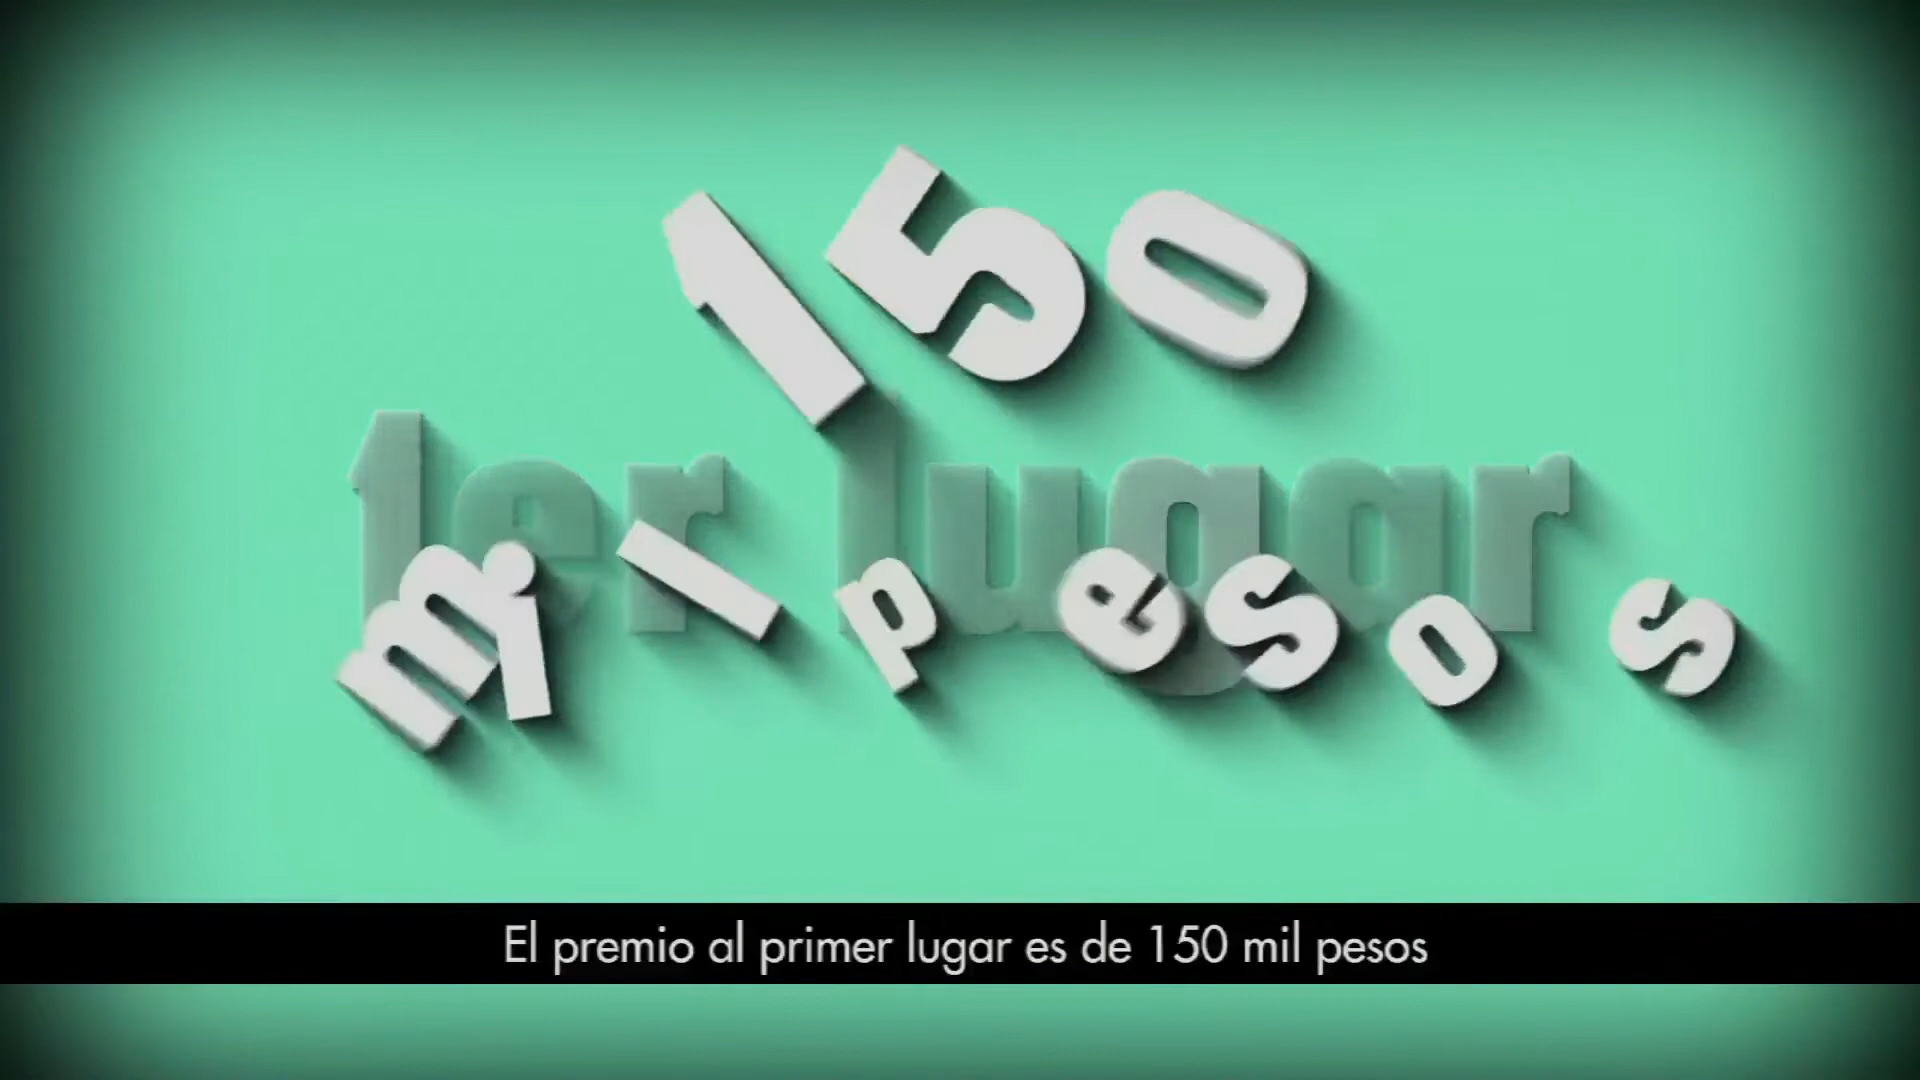 150
1er lugar
mil pesos
El premio al primer lugar es de 150 mil pesos